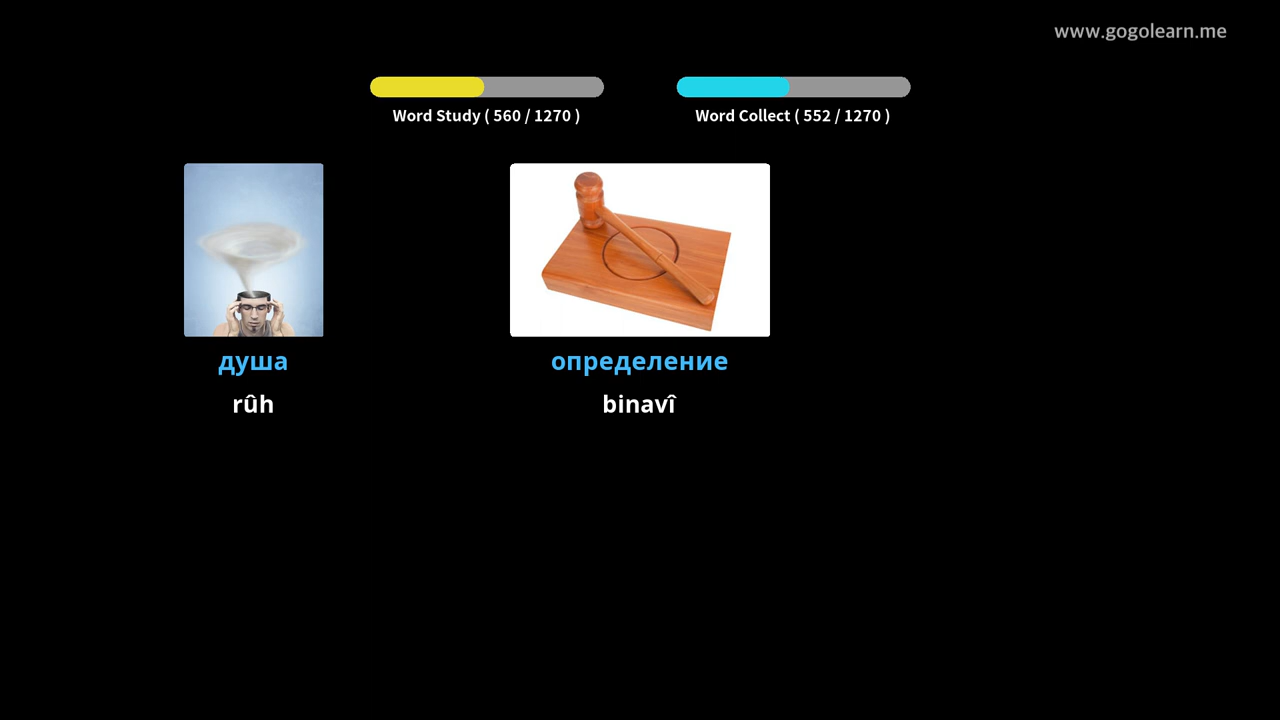 www.gogolearn.me
Word Study ( 560 / 1270 )
Word Collect ( 552 / 1270 )
душа
определение
rûh
binavî